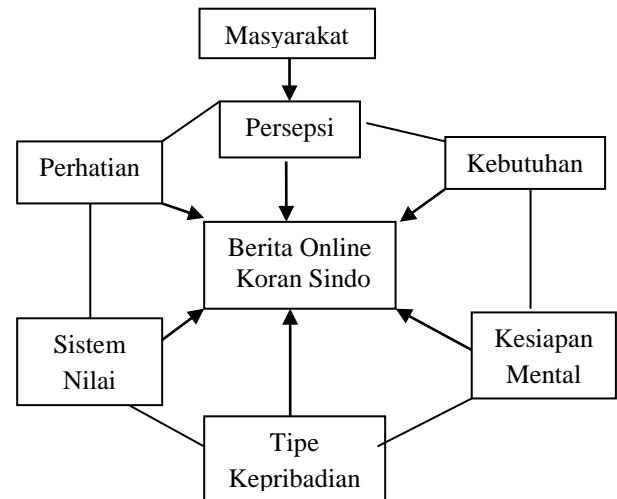 Masyarakat
Persepsi
Perhatian
Kebutuhan
Berita Online
Koran Sindo
Sistem
Nilai
Kesiapan
Mental
Tipe
Kepribadian